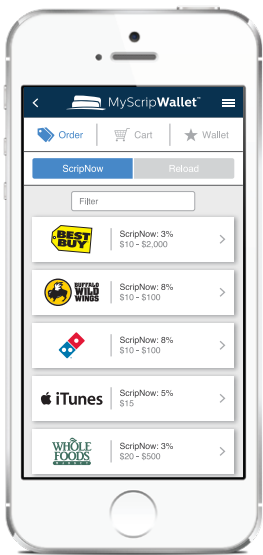 MyScripWallet™
Order
Cart
Wallet
ScripNow
Reload
Filter
BEST BUY
ScripNow: 3%
$10 - $2,000
BUFFALO
WILD
WINGS
ScripNow: 8%
$10 - $100
ScripNow: 8%
$10 - $100
iTunes
ScripNow: 5%
$15
WHOLE
FOODS
MARKET
ScripNow: 3%
$20 - $500